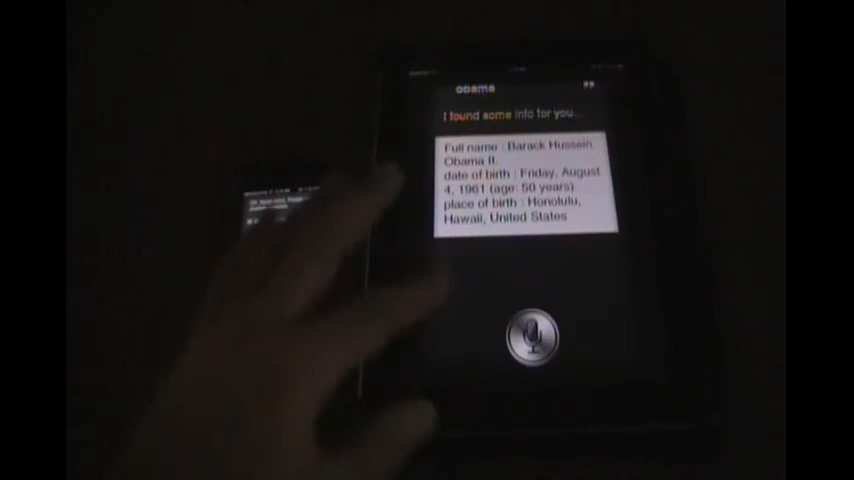 obama
I found some info for you...
Full name : Barack Hussein
Obama II
date of birth : Friday, August
4, 1961 (age: 50 years)
place of birth : Honolulu,
Hawaii, United States